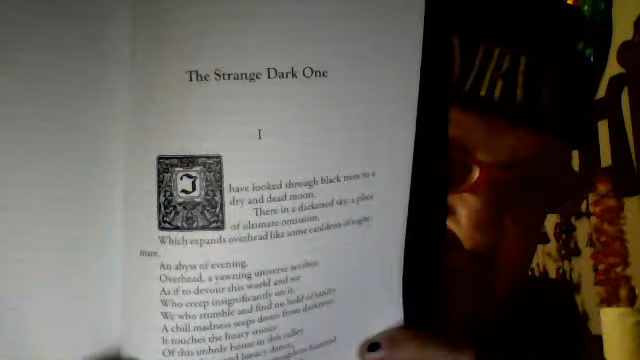 The Strange Dark One
I
I
have looked through black trees to a
dry and dead moon.
There in a darkened sky, a place
of ultimate confusion,
Which expands overhead like some cauldron of night-
mare.
An abyss of evening.
Overhead, a yawning universe seethes
As if to devour this world and we
Who creep insignificantly on it.
We who stumble and find no hold of sanity
A chill madness seeps down from darkness
It touches the hoary stones
Of this unholy house in this valley
and lunacy dance,